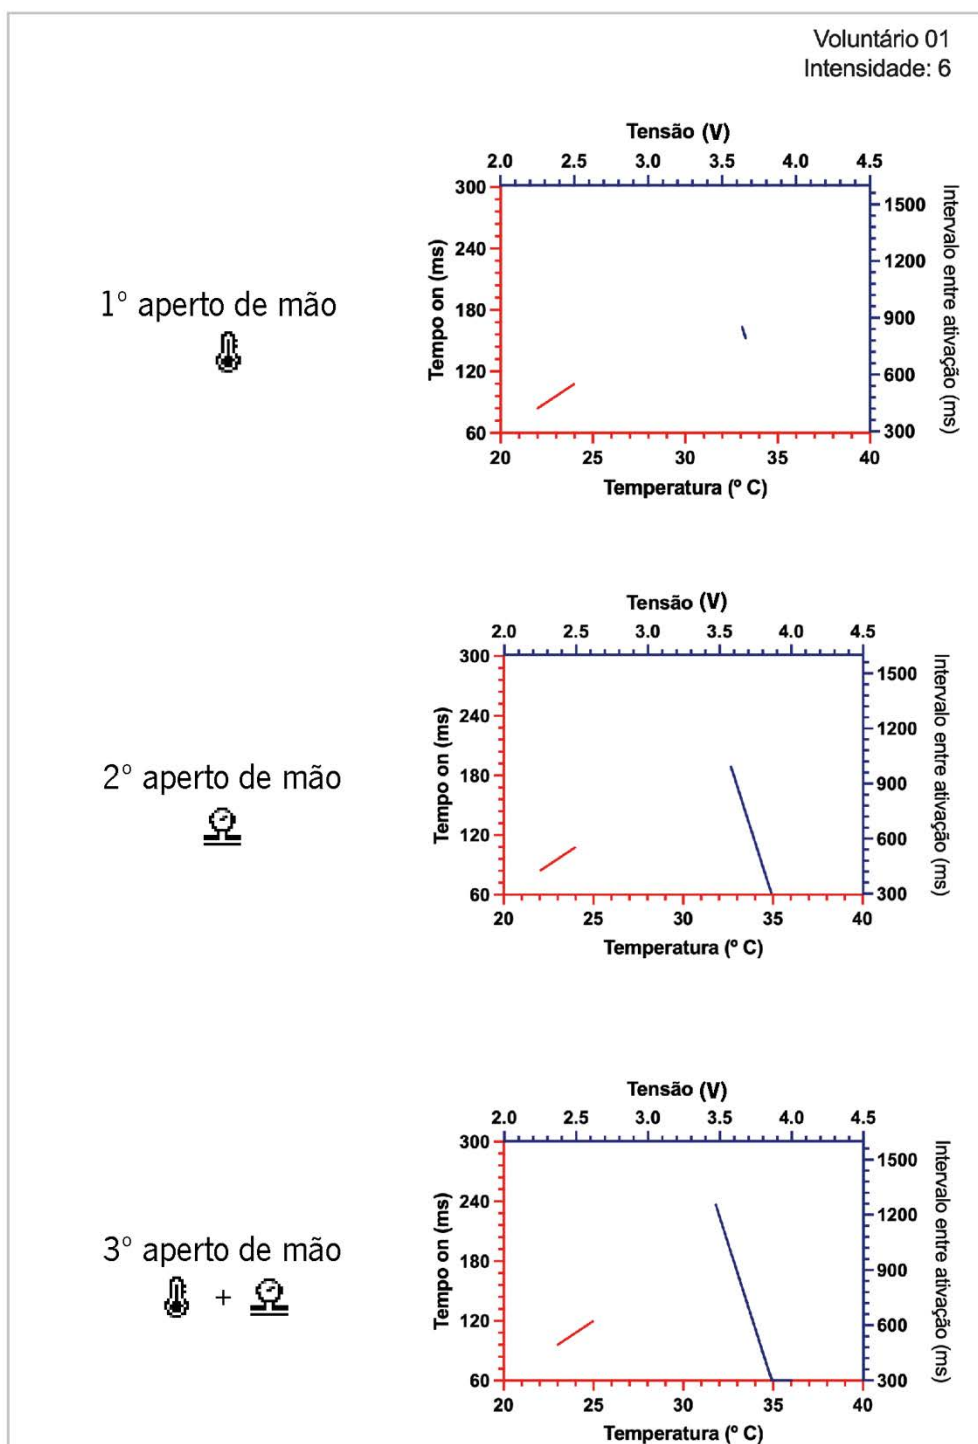 Voluntário 01
Intensidade: 6
1º aperto de mão
Tensão (V)
2.0 2.5 3.0 3.5 4.0 4.5
Tempo on (ms)
300
240
180
120
60
Intervalo entre ativação (ms)
1500
1200
900
600
300
20 25 30 35 40
Temperatura (º C)
2º aperto de mão
Tensão (V)
2.0 2.5 3.0 3.5 4.0 4.5
Tempo on (ms)
300
240
180
120
60
Intervalo entre ativação (ms)
1500
1200
900
600
300
20 25 30 35 40
Temperatura (º C)
3º aperto de mão
+
Tensão (V)
2.0 2.5 3.0 3.5 4.0 4.5
Tempo on (ms)
300
240
180
120
60
Intervalo entre ativação (ms)
1500
1200
900
600
300
20 25 30 35 40
Temperatura (º C)